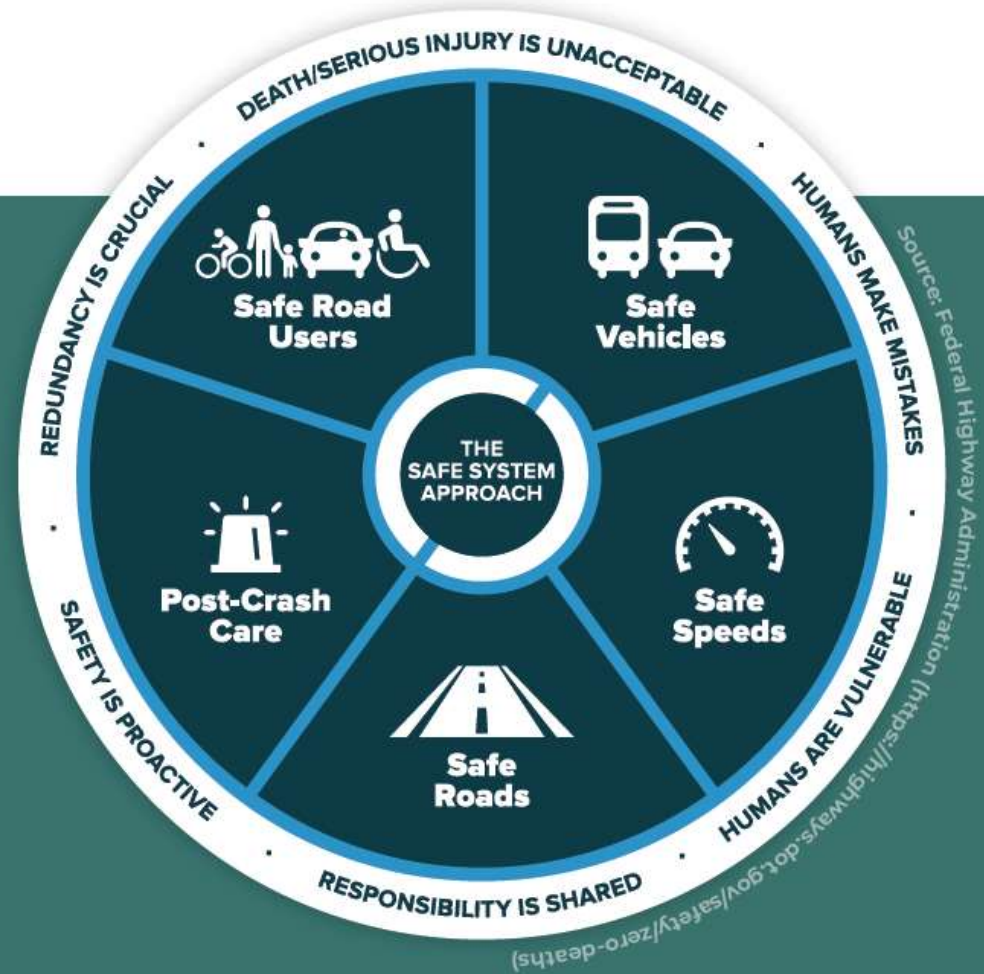 DEATH/SERIOUS INJURY IS UNACCEPTABLE
HUMANS MAKE MISTAKES
HUMANS ARE VULNERABLE
RESPONSIBILITY IS SHARED
SAFETY IS PROACTIVE
REDUNDANCY IS CRUCIAL
Safe Road
Users
Safe
Vehicles
THE
SAFE SYSTEM
APPROACH
Post-Crash
Care
Safe
Speeds
Safe
Roads
Source: Federal Highway Administration (https://highways.dot.gov/safety/zero-deaths)